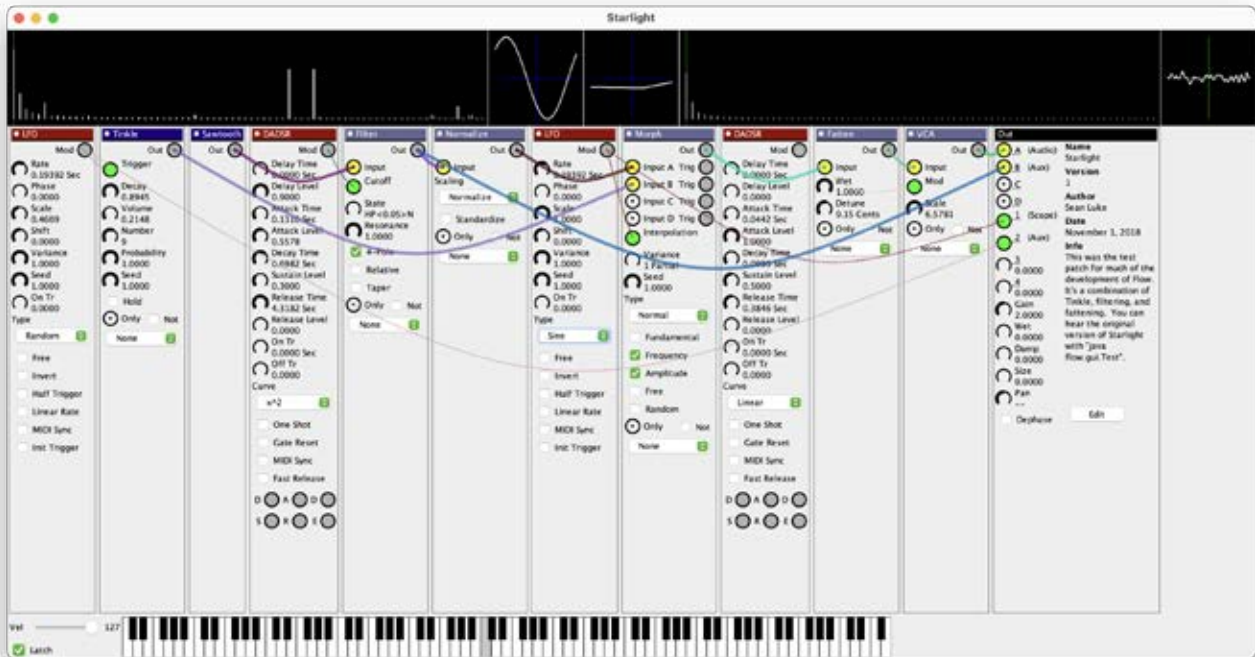 Starlight
LFO
Mod
Rate
0.19392 Sec
Phase
0.0000
Scale
0.4689
Shift
0.0000
Variance
1.0000
Seed
1.0000
On Tr
0.0000
Type
Random
Free
Invert
Half Trigger
Linear Rate
MIDI Sync
Init Trigger
Tinkle
Out
Trigger
Decay
0.8945
Volume
0.2148
Number
9
Probability
1.0000
Seed
1.0000
Hold
Only Not
None
Sawtooth
Out
DADSR
Mod
Delay Time
0.0000 Sec
Delay Level
0.9000
Attack Time
Attack Level
0.5578
Decay Time
0.6982 Sec
Sustain Level
0.3000
Release Time
4.3182 Sec
Release Level
0.0000
On Tr
0.0000 Sec
Off Tr
0.0000
Curve
x^2
One Shot
Gate Reset
MIDI Sync
Fast Release
D A D
S R E
Filter
Out
Input
Cutoff
State
HP<0.05>N
Resonance
1.0000
4-Pole
Relative
Taper
Only Not
None
Normalize
Out
Input
Scaling
Normalize
Standardize
Only Not
None
LFO
Mod
Rate
Phase
0.0000
Scale
Shift
0.0000
Variance
1.0000
Seed
1.0000
On Tr
0.0000
Type
Sine
Free
Invert
Half Trigger
Linear Rate
MIDI Sync
Init Trigger
Morph
Out
Input A Trig
Input B Trig
Input C Trig
Input D Trig
Interpolation
Variance
1 Partial
Seed
1.0000
Type
Normal
Fundamental
Frequency
Amplitude
Free
Random
Only Not
None
DADSR
Mod
Delay Time
0.0000 Sec
Delay Level
0.0000
Attack Time
0.0442 Sec
Attack Level
1.0000
Decay Time
Sustain Level
0.5000
Release Time
0.3846 Sec
Release Level
0.0000
On Tr
0.0000 Sec
Off Tr
0.0000
Curve
Linear
One Shot
Gate Reset
MIDI Sync
Fast Release
D A D
S R E
Fatten
Out
Input
Wet
1.0000
Detune
0.15 Cents
Only Not
None
VCA
Out
Input
Mod
Scale
6.5781
Only Not
None
Out
A (Audio)
B (Aux)
C
D
1 (Scope)
2 (Aux)
3
0.0000
4
0.0000
Gain
2.0000
Wet
0.0000
Damp
0.0000
Size
0.0000
Pan
Dephase
Name
Starlight
Version
1
Author
Sean Luke
Date
November 1, 2018
Info
This was the test
patch for much of the
development of Flow.
It's a combination of
Tinkle, filtering, and
fattening. You can
hear the original
version of Starlight
with "java
flow.gui.Test".
Edit
Vel 127
Latch